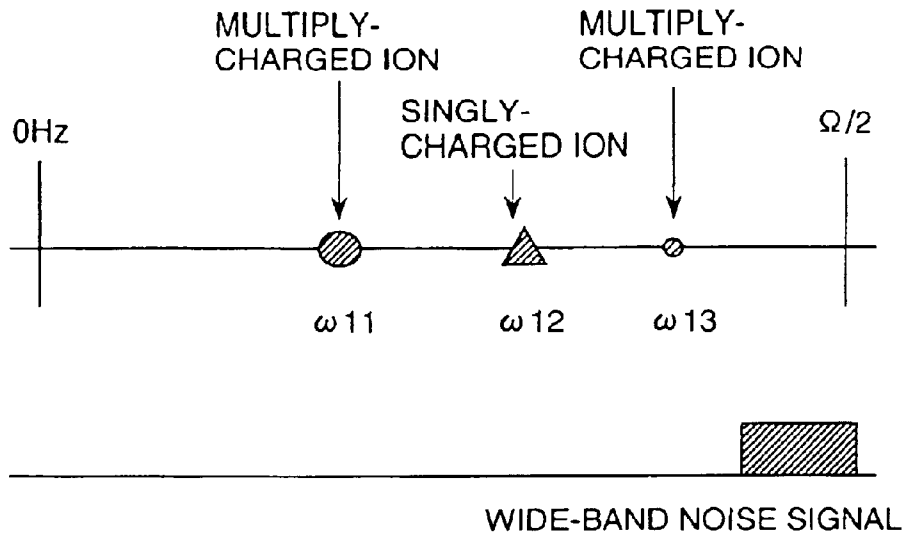 MULTIPLY-
CHARGED ION
MULTIPLY-
CHARGED ION
0Hz
SINGLY-
CHARGED ION
Ω/2
ω11
ω12
ω13
WIDE-BAND NOISE SIGNAL